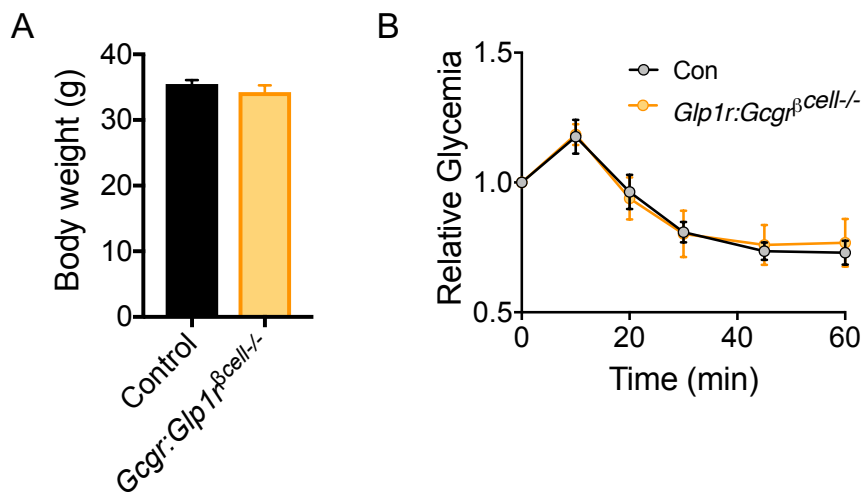 A
Body weight (g)
40
30
20
10
0
Control
Gcgr:Glp1rβcell-/-
B
Relative Glycemia
1.5
1.0
0.5
Con
Glp1r:Gcgrβcell-/-
0
20
40
60
Time (min)